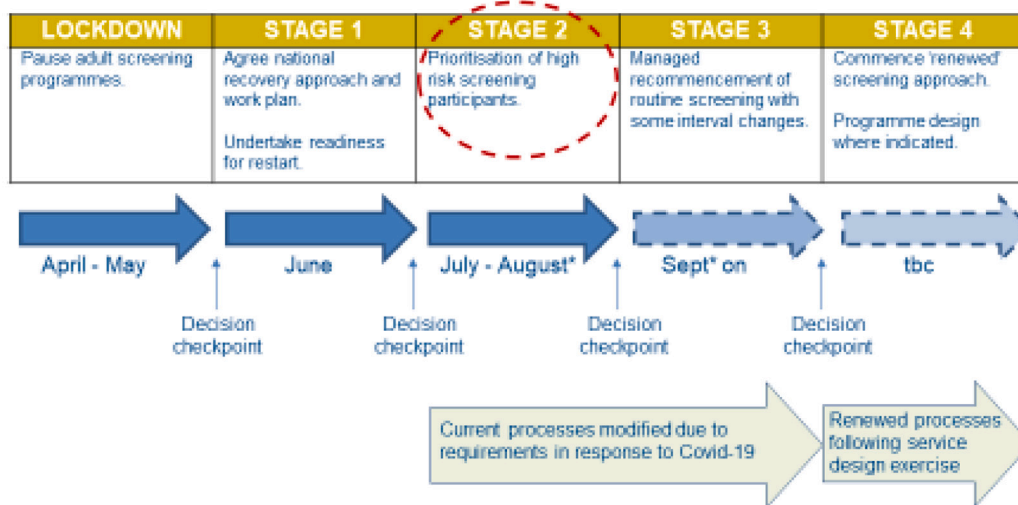 LOCKDOWN
Pause adult screening
programmes.
STAGE 1
Agree national
recovery approach and
work plan.
Undertake readiness
for restart.
STAGE 2
Prioritisation of high
risk screening
participants.
STAGE 3
Managed
recommencement of
routine screening with
some interval changes.
STAGE 4
Commence 'renewed'
screening approach.
Programme design
where indicated.
April - May
June
July - August*
Sept* on
tbc
Decision
checkpoint
Decision
checkpoint
Decision
checkpoint
Decision
checkpoint
Current processes modified due to
requirements in response to Covid-19
Renewed processes
following service
design exercise